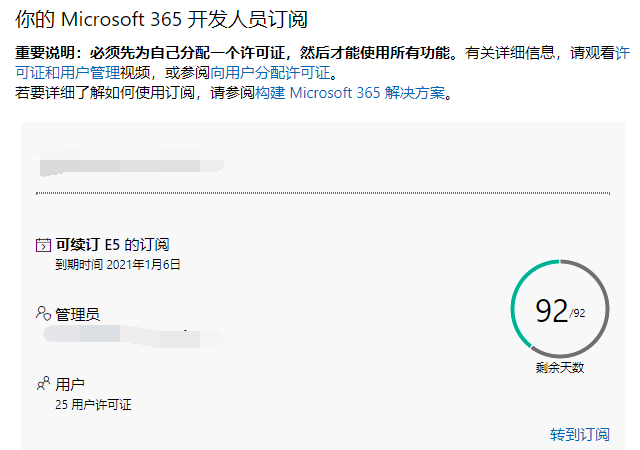 你的 Microsoft 365 开发人员订阅
重要说明：必须先为自己分配一个许可证，然后才能使用所有功能。有关详细信息，请观看许
可证和用户管理视频，或参阅向用户分配许可证。
若要详细了解如何使用订阅，请参阅构建 Microsoft 365 解决方案。
可续订 E5 的订阅
到期时间 2021年1月6日
管理员
92/92
剩余天数
用户
25 用户许可证
转到订阅